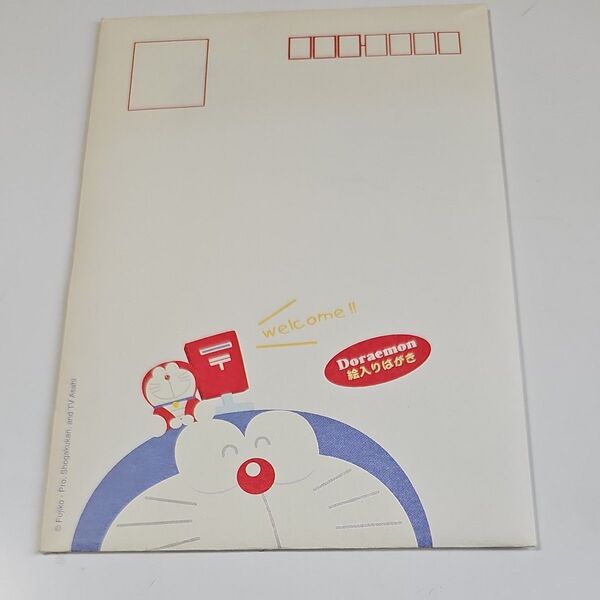 welcome!!
Doraemon
絵入りはがき
© Fujiko - Pro, Shogakukan, and TV Asahi